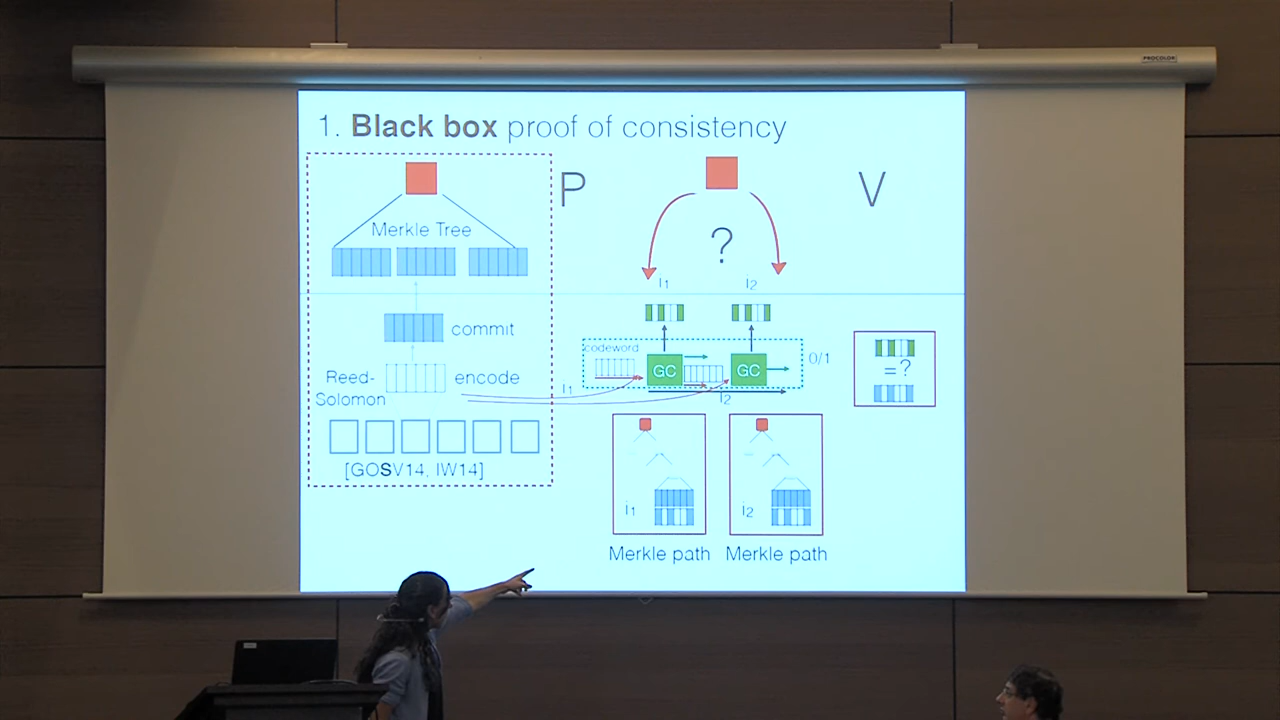 PROCOLOR
1. Black box proof of consistency
P
V
Merkle Tree
?
i₁
i₂
commit
codeword
GC
GC
0/1
= ?
Reed-
Solomon
encode
i₁
i₂
[GOSV14, IW14]
i₁
i₂
Merkle path
Merkle path